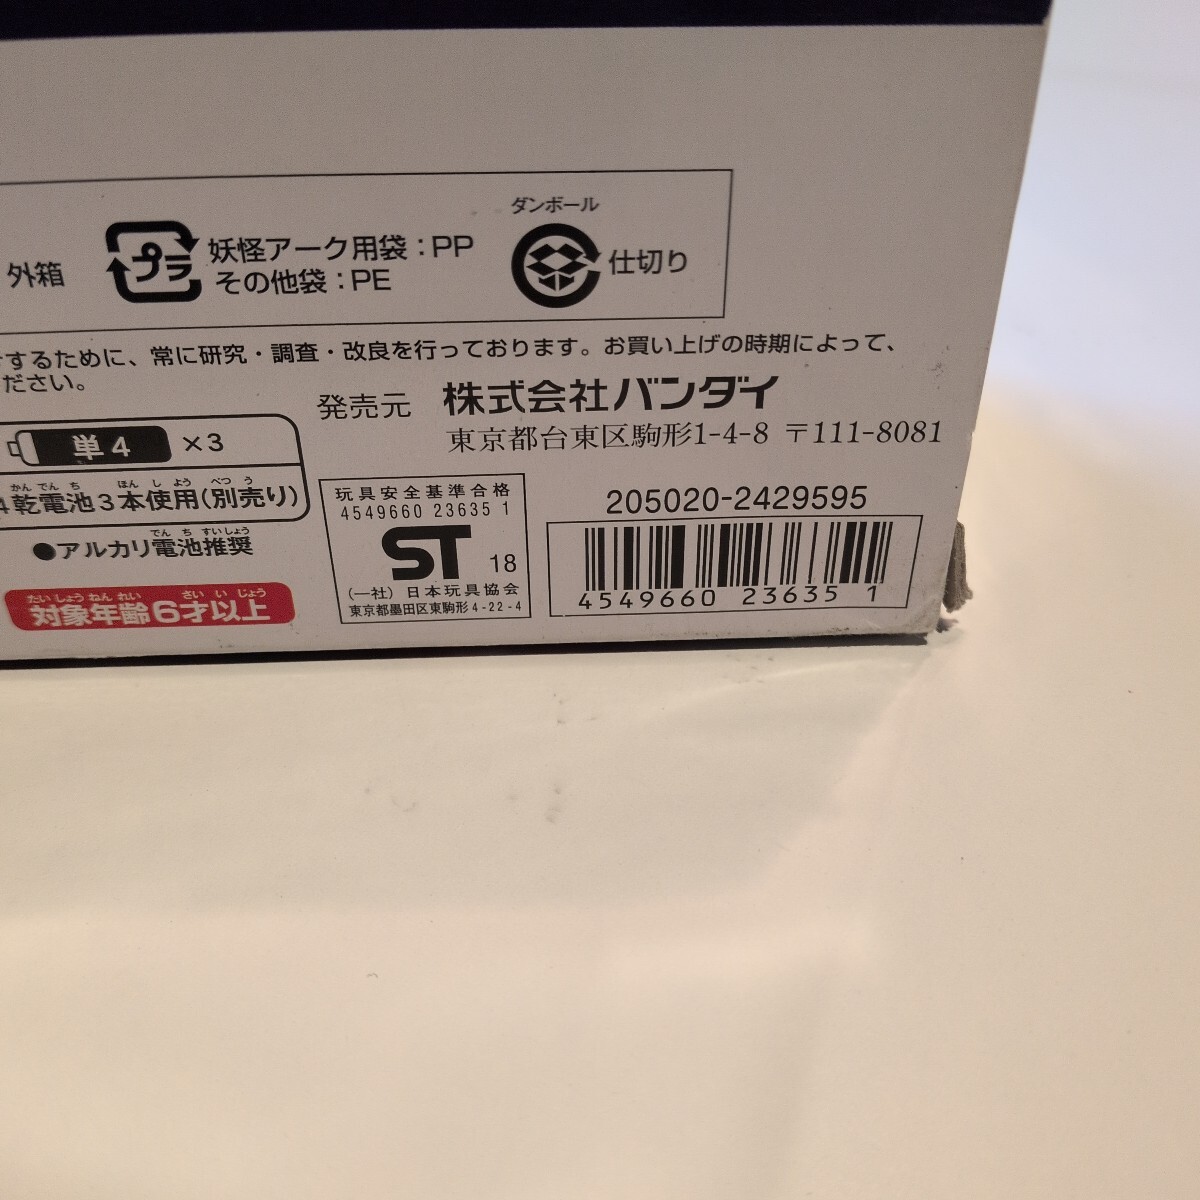 ダンボール
外箱
プラ
妖怪アーク用袋：PP
その他袋：PE
仕切り
するために、常に研究・調査・改良を行っております。お買い上げの時期によって、
ださい。
発売元 株式会社バンダイ
東京都台東区駒形1-4-8 〒111-8081
単4 ×3
かんでんち ほんしよう べつう
4乾電池3本使用(別売り)
でんちすいしょう
●アルカリ電池推奨
たいしょうねんれい さいいじょう
対象年齢6才以上
玩具安全基準合格
4549660 23635 1
ST 18
(一社) 日本玩具協会
東京都墨田区東駒形4-22-4
205020-2429595
4549660 23635 1